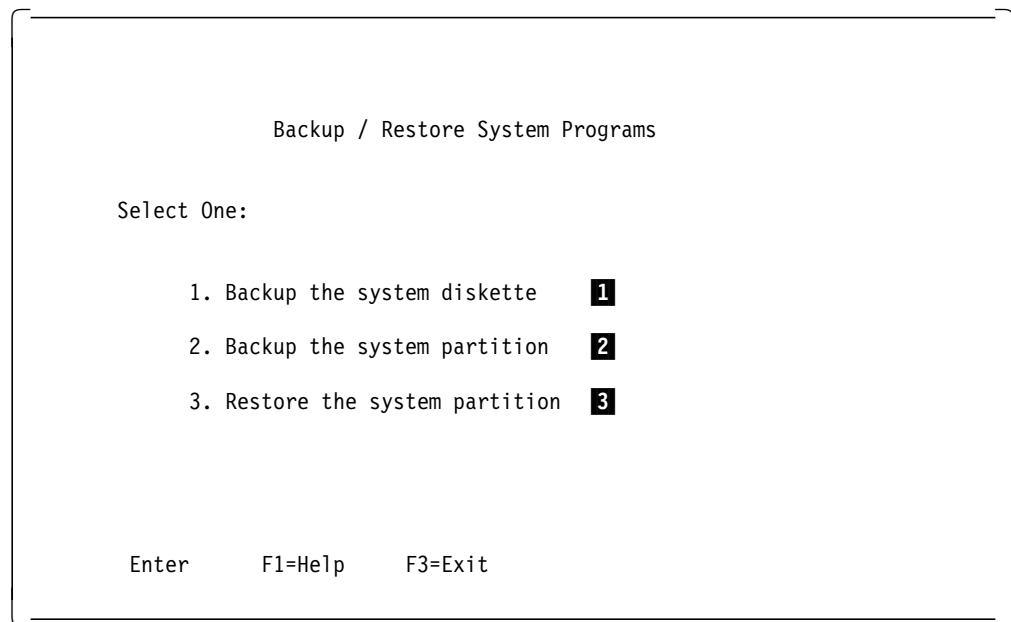 Backup / Restore System Programs
Select One:
1. Backup the system diskette 1
2. Backup the system partition 2
3. Restore the system partition 3
Enter F1=Help F3=Exit